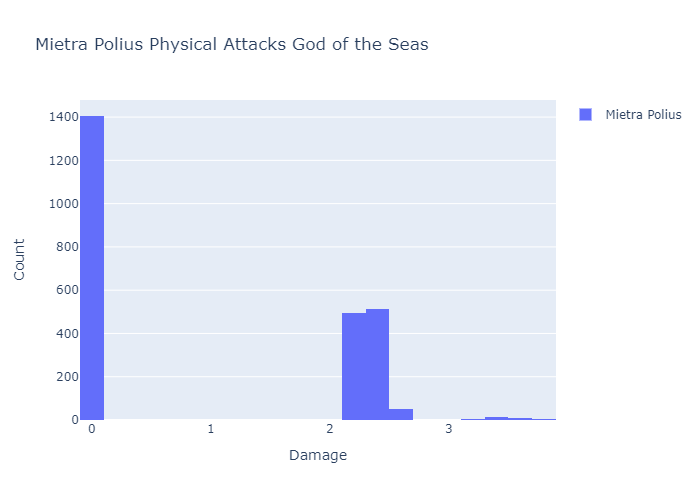 Mietra Polius Physical Attacks God of the Seas
Mietra Polius
Count
1400
1200
1000
800
600
400
200
0
0 1 2 3
Damage